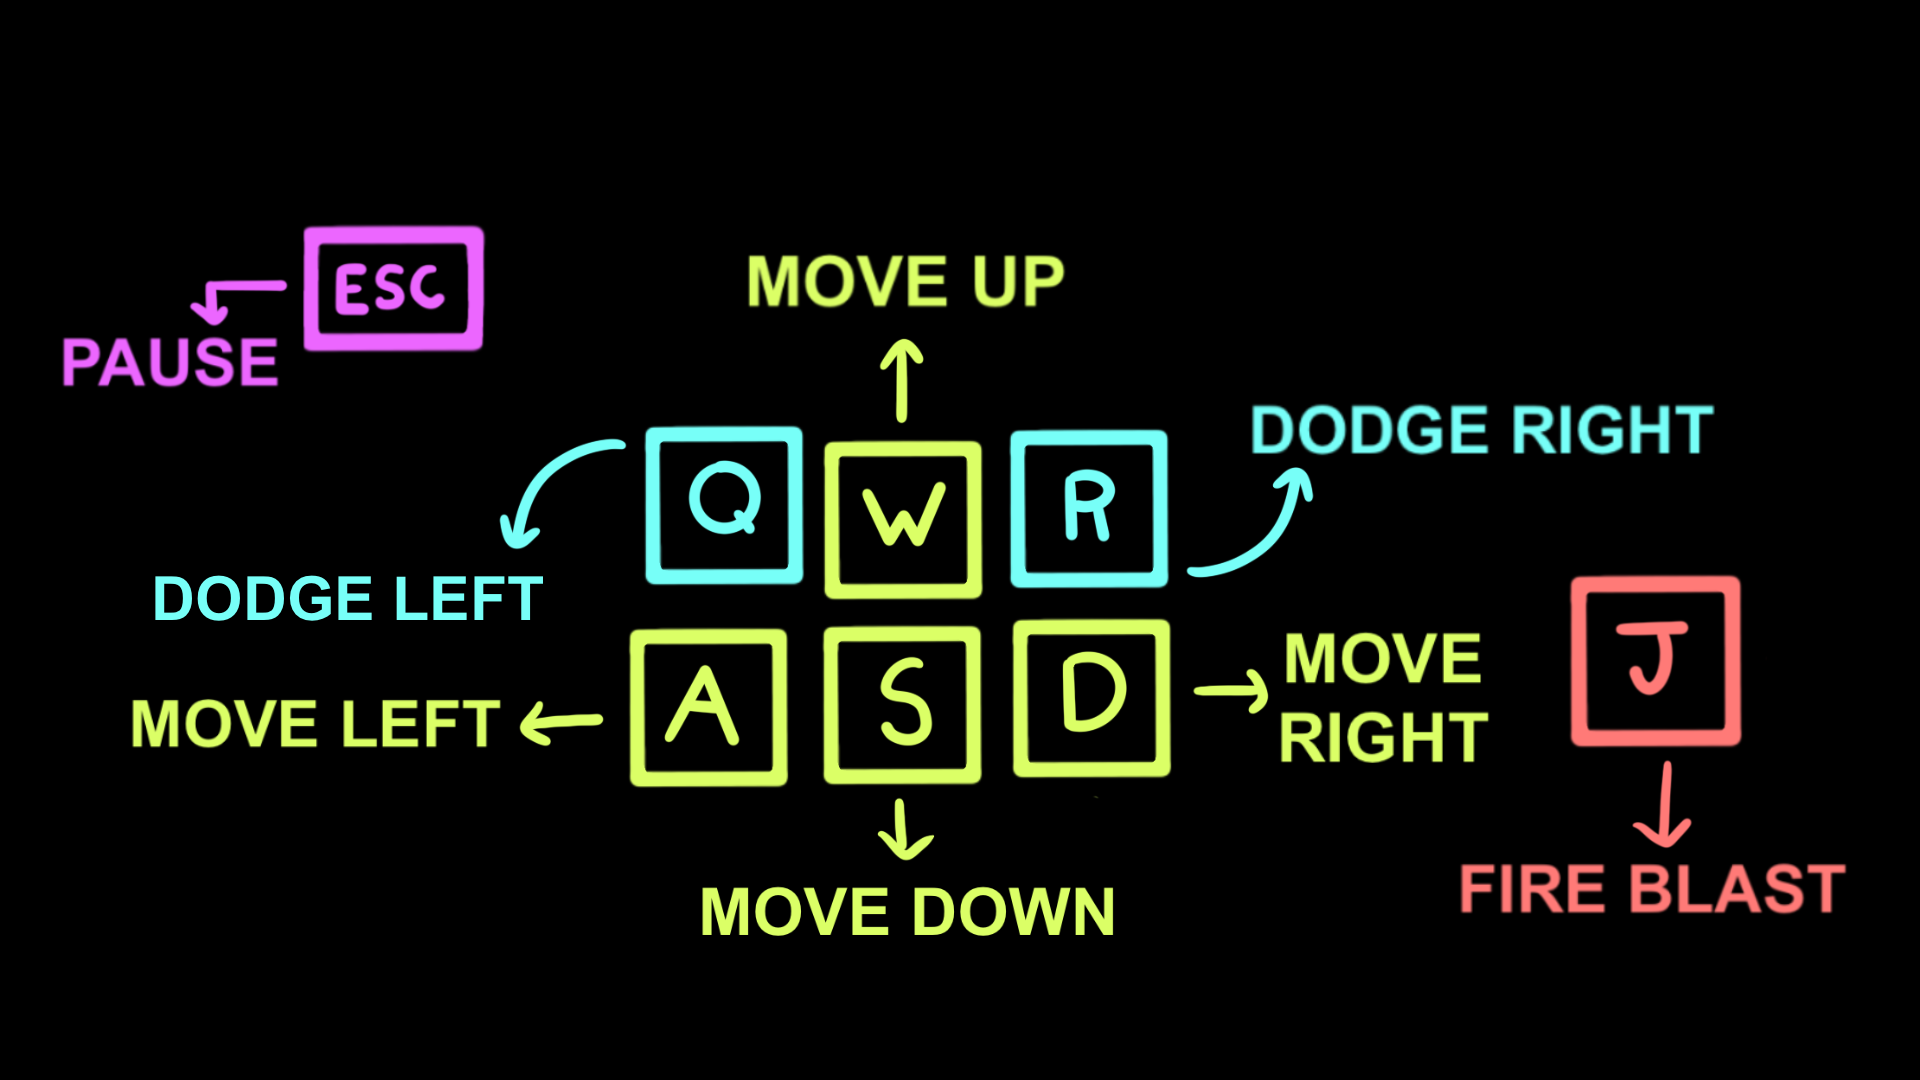 ESC
PAUSE
MOVE UP
Q
W
R
DODGE LEFT
DODGE RIGHT
MOVE LEFT
A
S
D
MOVE
RIGHT
J
MOVE DOWN
FIRE BLAST